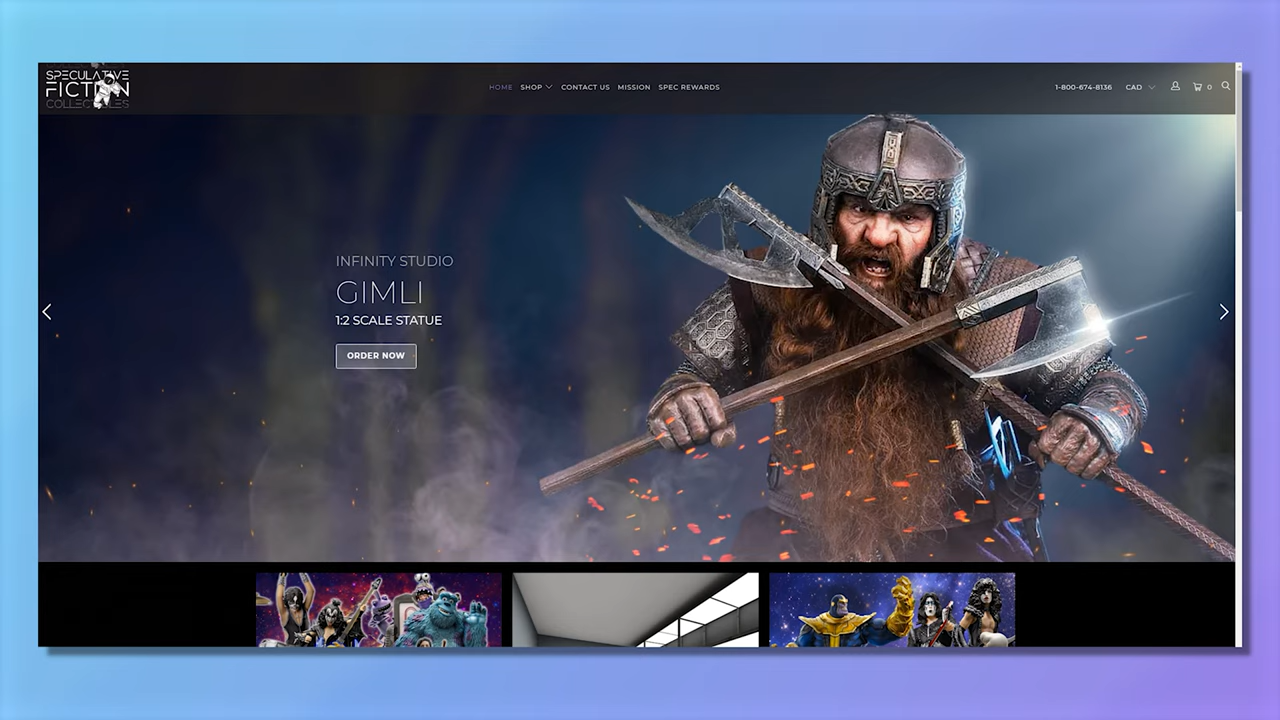 SPECULATIVE
FICTION
COLLECTIBLES
HOME SHOP CONTACT US MISSION SPEC REWARDS
1-800-674-8136 CAD 0
INFINITY STUDIO
GIMLI
1:2 SCALE STATUE
ORDER NOW